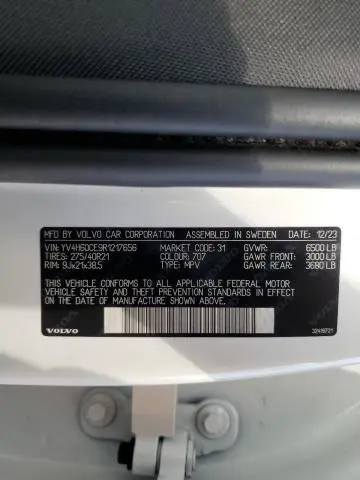 MFD BY VOLVO CAR CORPORATION ASSEMBLED IN SWEDEN 12/23
VIN: YV4H60CE9R1217656 MARKET CODE: 31 GVWR: 6500 LB
TIRES: 275/40R21 COLOUR: 707 GAWR FRONT: 3000 LB
RIM: 9Jx21x38.5 TYPE: MPV GAWR REAR: 3680 LB
THIS VEHICLE CONFORMS TO ALL APPLICABLE FEDERAL MOTOR
VEHICLE SAFETY AND THEFT PREVENTION STANDARDS IN EFFECT
ON THE DATE OF MANUFACTURE SHOWN ABOVE.
VOLVO